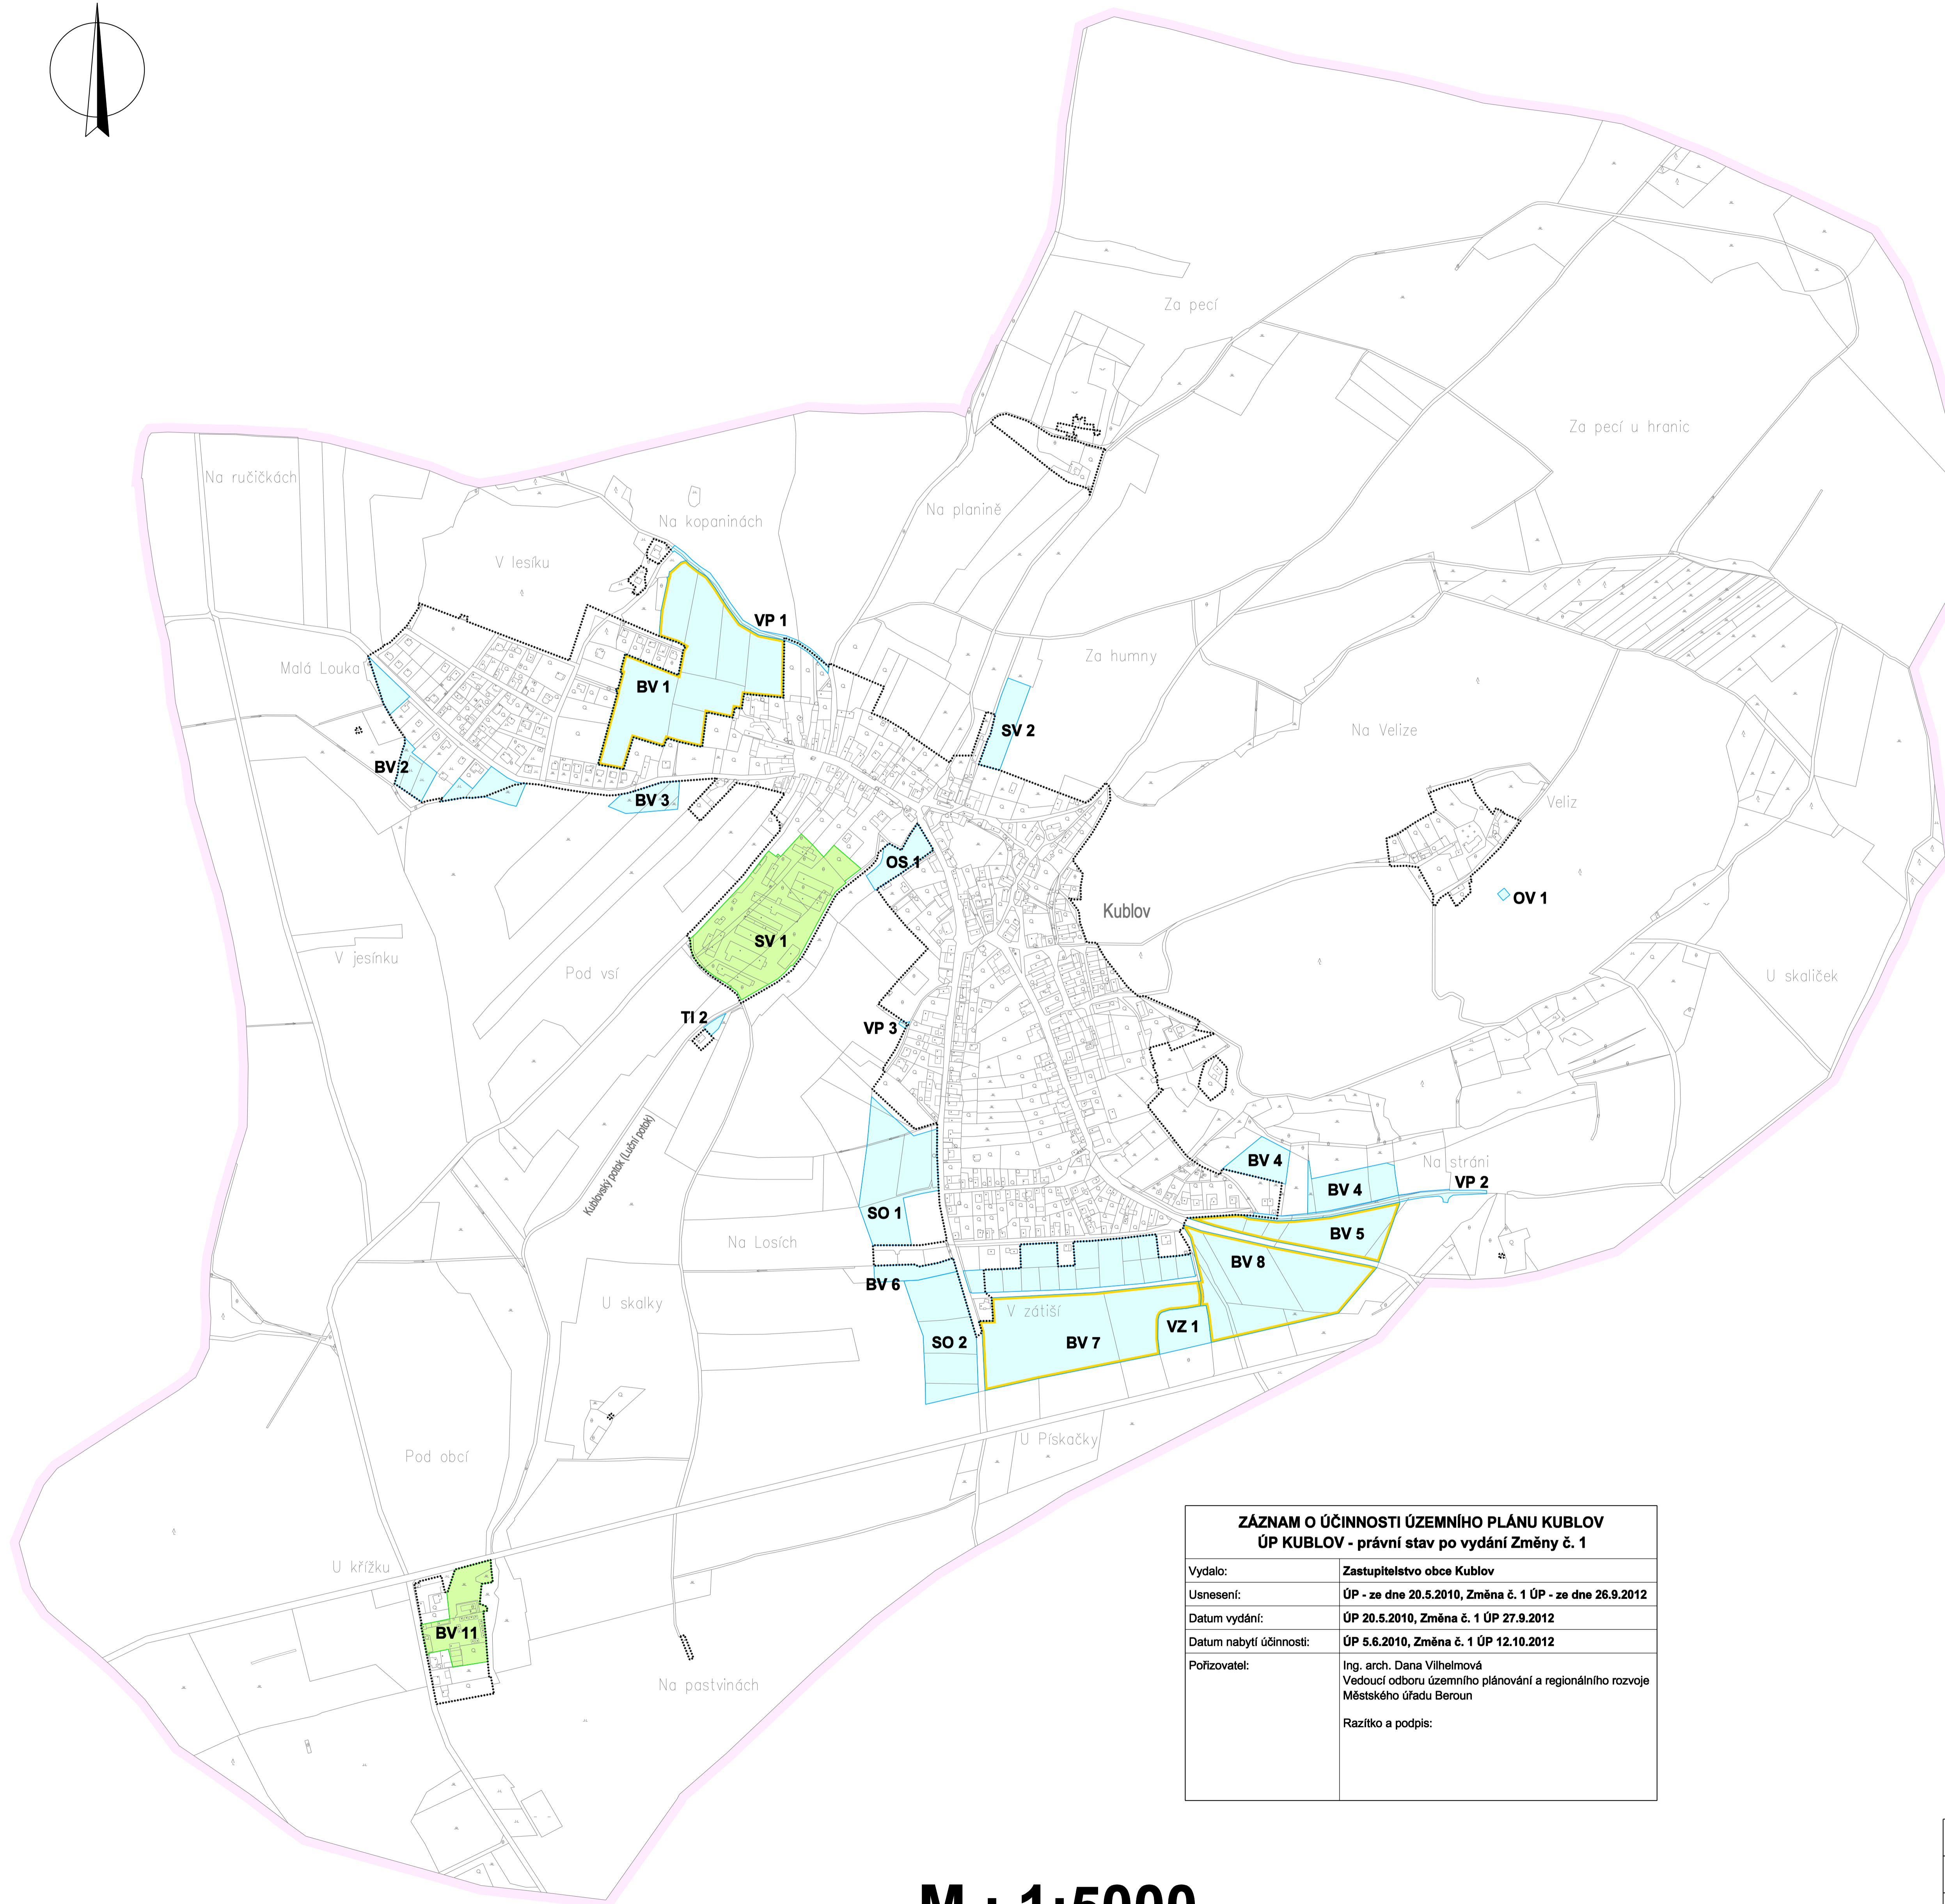 Za pecí
Za pecí u hranic
Na ručičkách
Na planině
Na kopaninách
V lesíku
VP 1
Malá Louka
Za humny
BV 1
SV 2
Na Velize
BV 2
BV 3
Veliz
OS 1
OV 1
Kublov
SV 1
V jesínku
Pod vsí
U skaliček
TI 2
VP 3
Kublovský potok (Luční potok)
BV 4
Na stráni
BV 4
VP 2
SO 1
BV 5
Na Losích
BV 8
BV 6
U skalky
V zátiší
VZ 1
SO 2
BV 7
U Pískačky
Pod obcí
U křížku
BV 11
Na pastvinách
ZÁZNAM O ÚČINNOSTI ÚZEMNÍHO PLÁNU KUBLOV
ÚP KUBLOV - právní stav po vydání Změny č. 1
Vydalo: Zastupitelstvo obce Kublov
Usnesení: ÚP - ze dne 20.5.2010, Změna č. 1 ÚP - ze dne 26.9.2012
Datum vydání: ÚP 20.5.2010, Změna č. 1 ÚP 27.9.2012
Datum nabytí účinnosti: ÚP 5.6.2010, Změna č. 1 ÚP 12.10.2012
Pořizovatel: Ing. arch. Dana Vilhelmová
Vedoucí odboru územního plánování a regionálního rozvoje
Městského úřadu Beroun
Razítko a podpis:
M : 1:5000